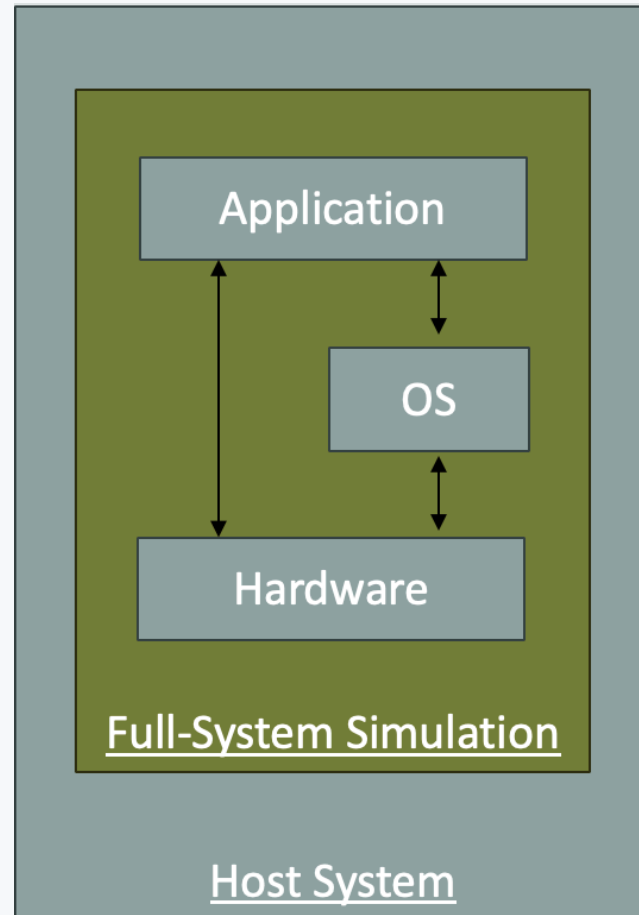 Application
OS
Hardware
Full-System Simulation
Host System